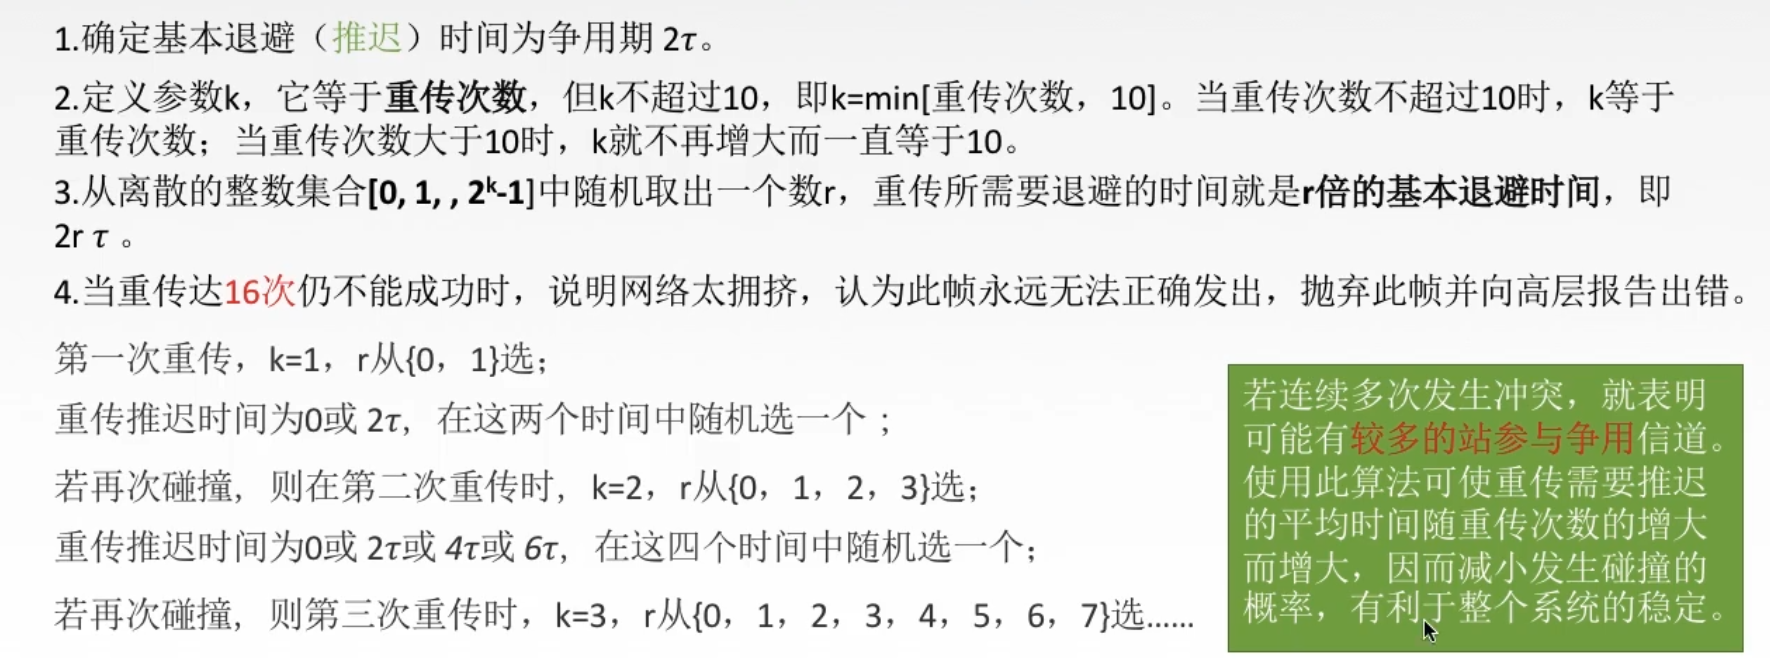 1.确定基本退避（推迟）时间为争用期 2τ。
2.定义参数k，它等于重传次数，但k不超过10，即k=min[重传次数，10]。当重传次数不超过10时，k等于
重传次数；当重传次数大于10时，k就不再增大而一直等于10。
3.从离散的整数集合[0, 1, , 2ᵏ-1]中随机取出一个数r，重传所需要退避的时间就是r倍的基本退避时间，即
2r τ 。
4.当重传达16次仍不能成功时，说明网络太拥挤，认为此帧永远无法正确发出，抛弃此帧并向高层报告出错。
第一次重传，k=1，r从{0，1}选；
重传推迟时间为0或 2τ，在这两个时间中随机选一个；
若再次碰撞，则在第二次重传时，k=2，r从{0，1，2，3}选；
重传推迟时间为0或 2τ或 4τ或 6τ，在这四个时间中随机选一个；
若再次碰撞，则第三次重传时，k=3，r从{0，1，2，3，4，5，6，7}选......
若连续多次发生冲突，就表明
可能有较多的站参与争用信道。
使用此算法可使重传需要推迟
的平均时间随重传次数的增大
而增大，因而减小发生碰撞的
概率，有利于整个系统的稳定。